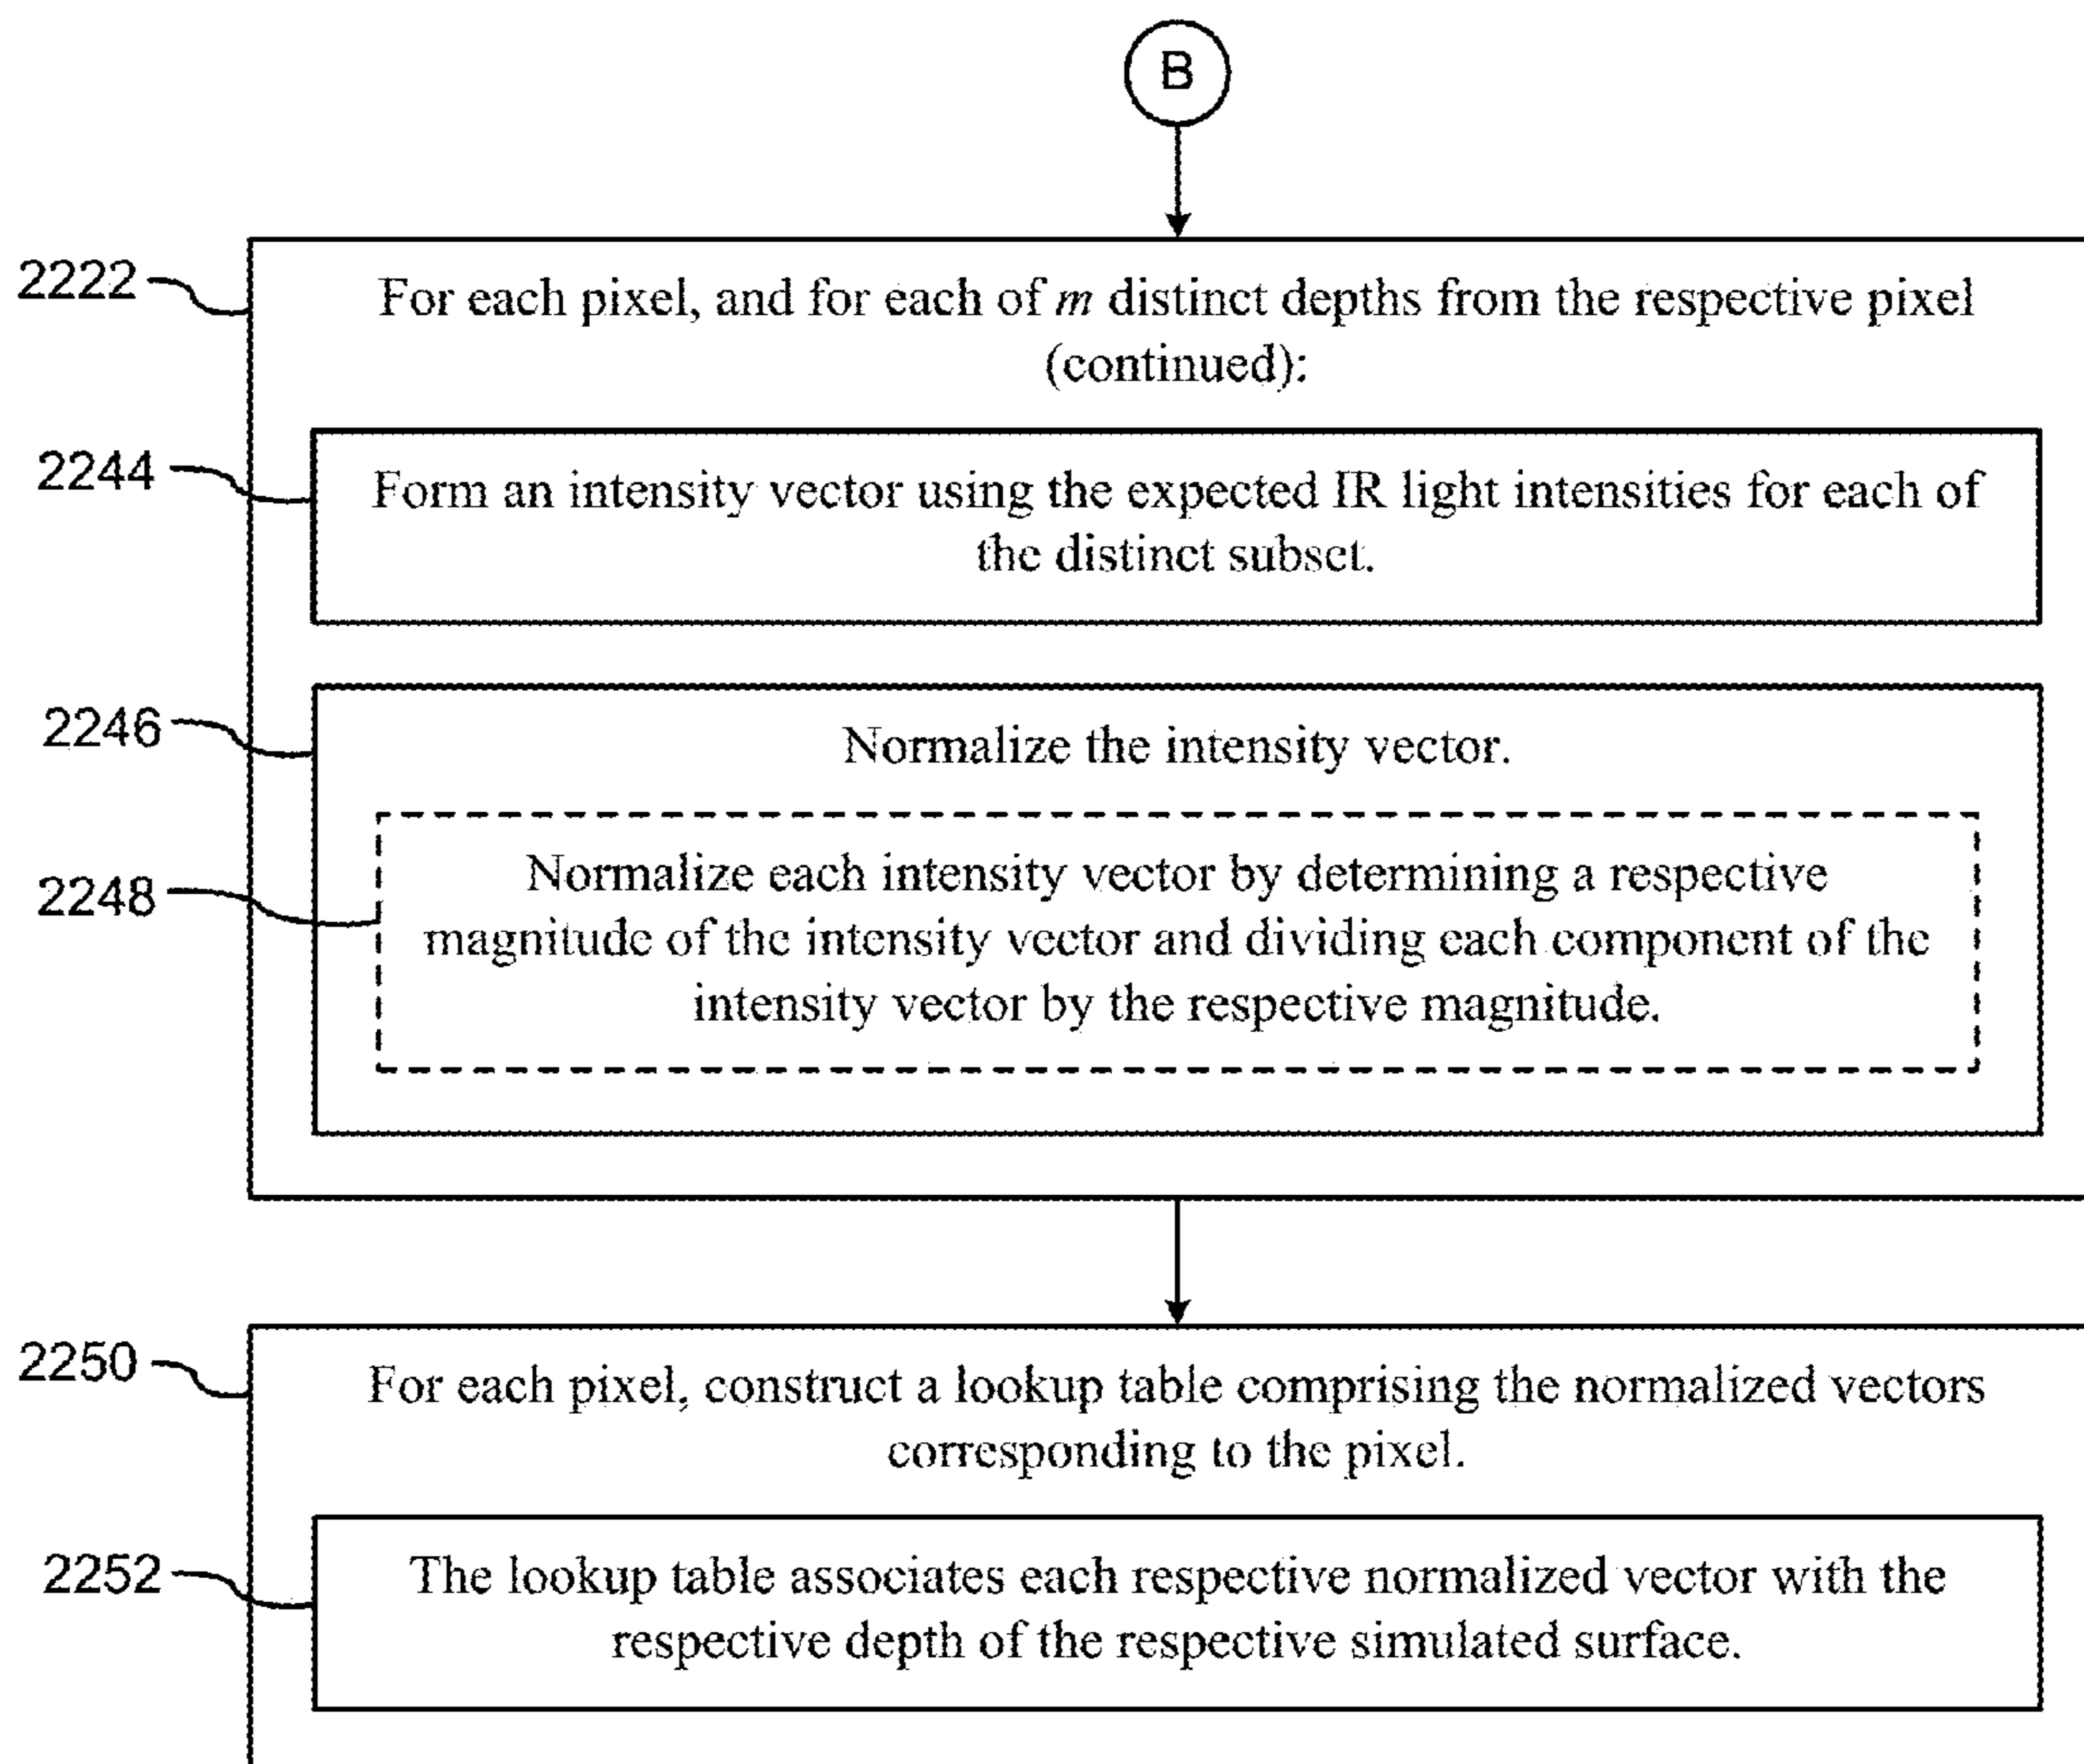 B
2222
For each pixel, and for each of m distinct depths from the respective pixel
(continued):
2244
Form an intensity vector using the expected IR light intensities for each of
the distinct subset.
2246
Normalize the intensity vector.
2248
Normalize each intensity vector by determining a respective
magnitude of the intensity vector and dividing each component of the
intensity vector by the respective magnitude.
2250
For each pixel, construct a lookup table comprising the normalized vectors
corresponding to the pixel.
2252
The lookup table associates each respective normalized vector with the
respective depth of the respective simulated surface.